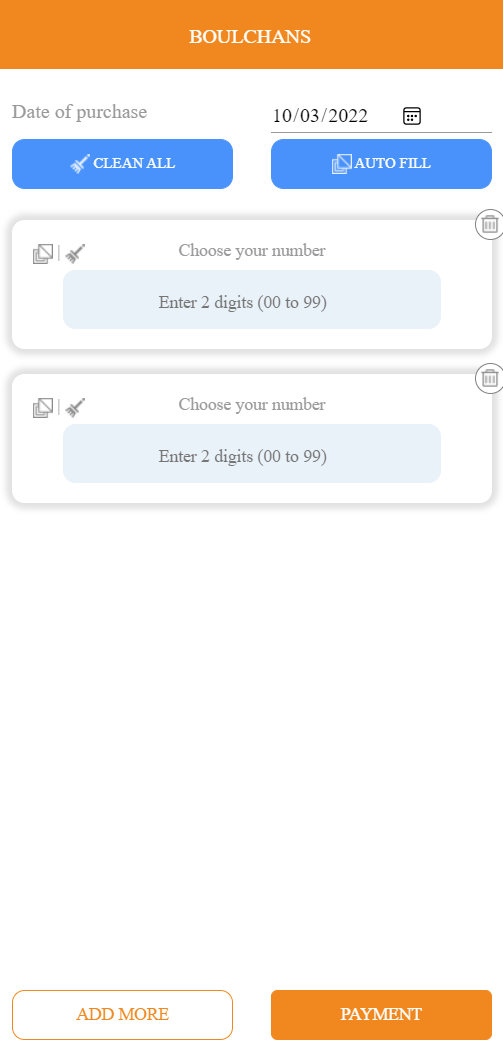 BOULCHANS
Date of purchase
10/03/2022
CLEAN ALL
AUTO FILL
Choose your number
Enter 2 digits (00 to 99)
Choose your number
Enter 2 digits (00 to 99)
ADD MORE
PAYMENT